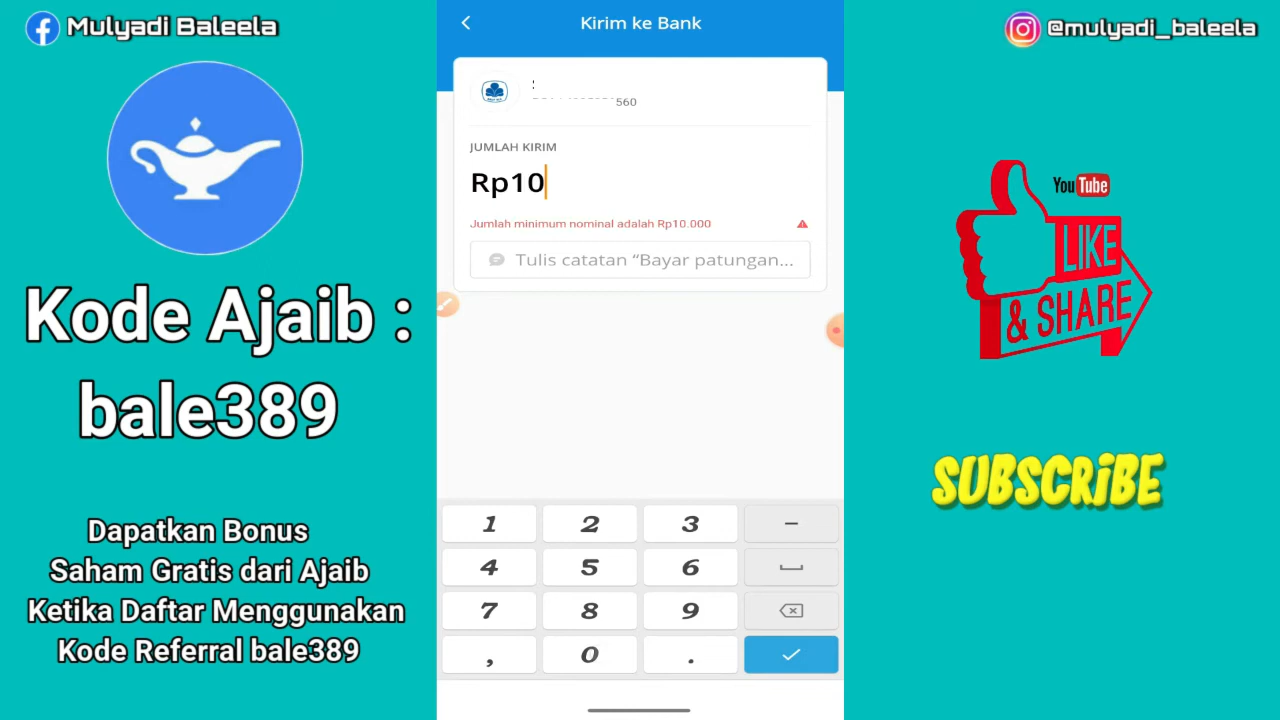 Mulyadi Baleela
Kode Ajaib :
bale389
Dapatkan Bonus
Saham Gratis dari Ajaib
Ketika Daftar Menggunakan
Kode Referral bale389
Kirim ke Bank
560
JUMLAH KIRIM
Rp10
Jumlah minimum nominal adalah Rp10.000
Tulis catatan “Bayar patungan...
1 2 3 -
4 5 6
7 8 9
, 0 .
@mulyadi_baleela
YouTube
LIKE
& SHARE
SUBSCRIBE